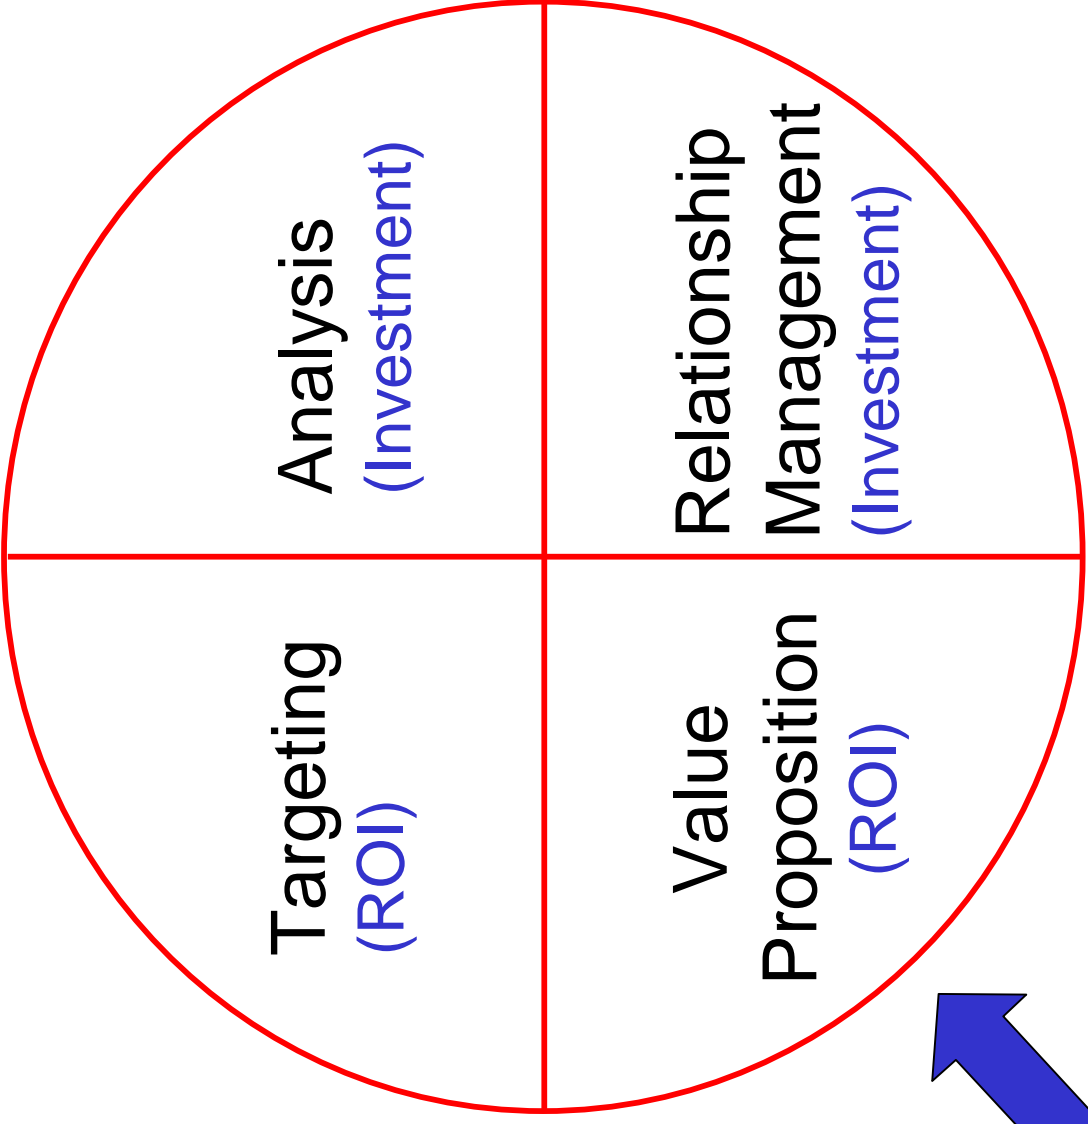 Targeting
(ROI)
Analysis
(Investment)
Value
Proposition
(ROI)
Relationship
Management
(Investment)